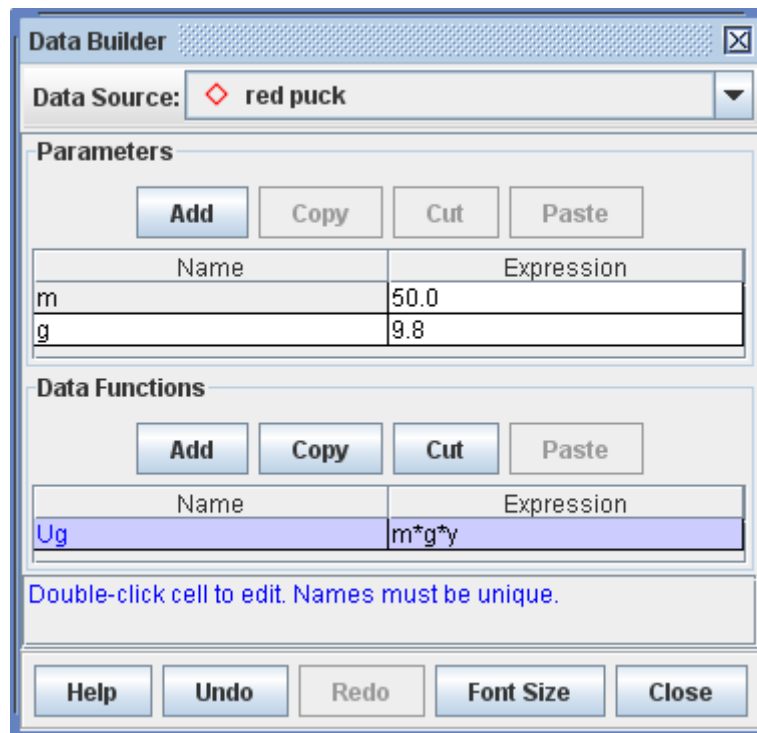 Data Builder
Data Source: red puck
Parameters
Add Copy Cut Paste
Name Expression
m 50.0
g 9.8
Data Functions
Add Copy Cut Paste
Name Expression
Ug m*g*y
Double-click cell to edit. Names must be unique.
Help Undo Redo Font Size Close